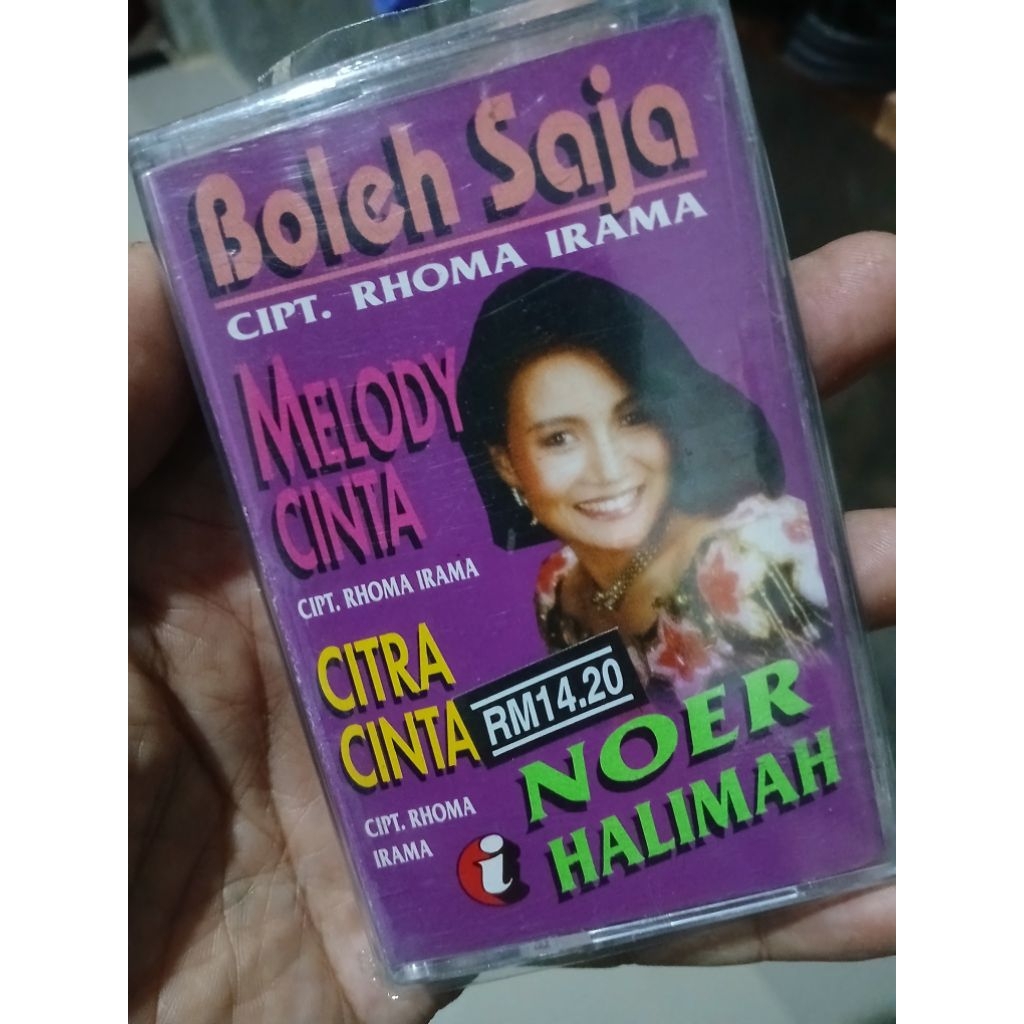 Boleh Saja
CIPT. RHOMA IRAMA
MELODY
CINTA
CIPT. RHOMA IRAMA
CITRA
CINTA
RM14.20
CIPT. RHOMA
IRAMA
i
NOER
HALIMAH